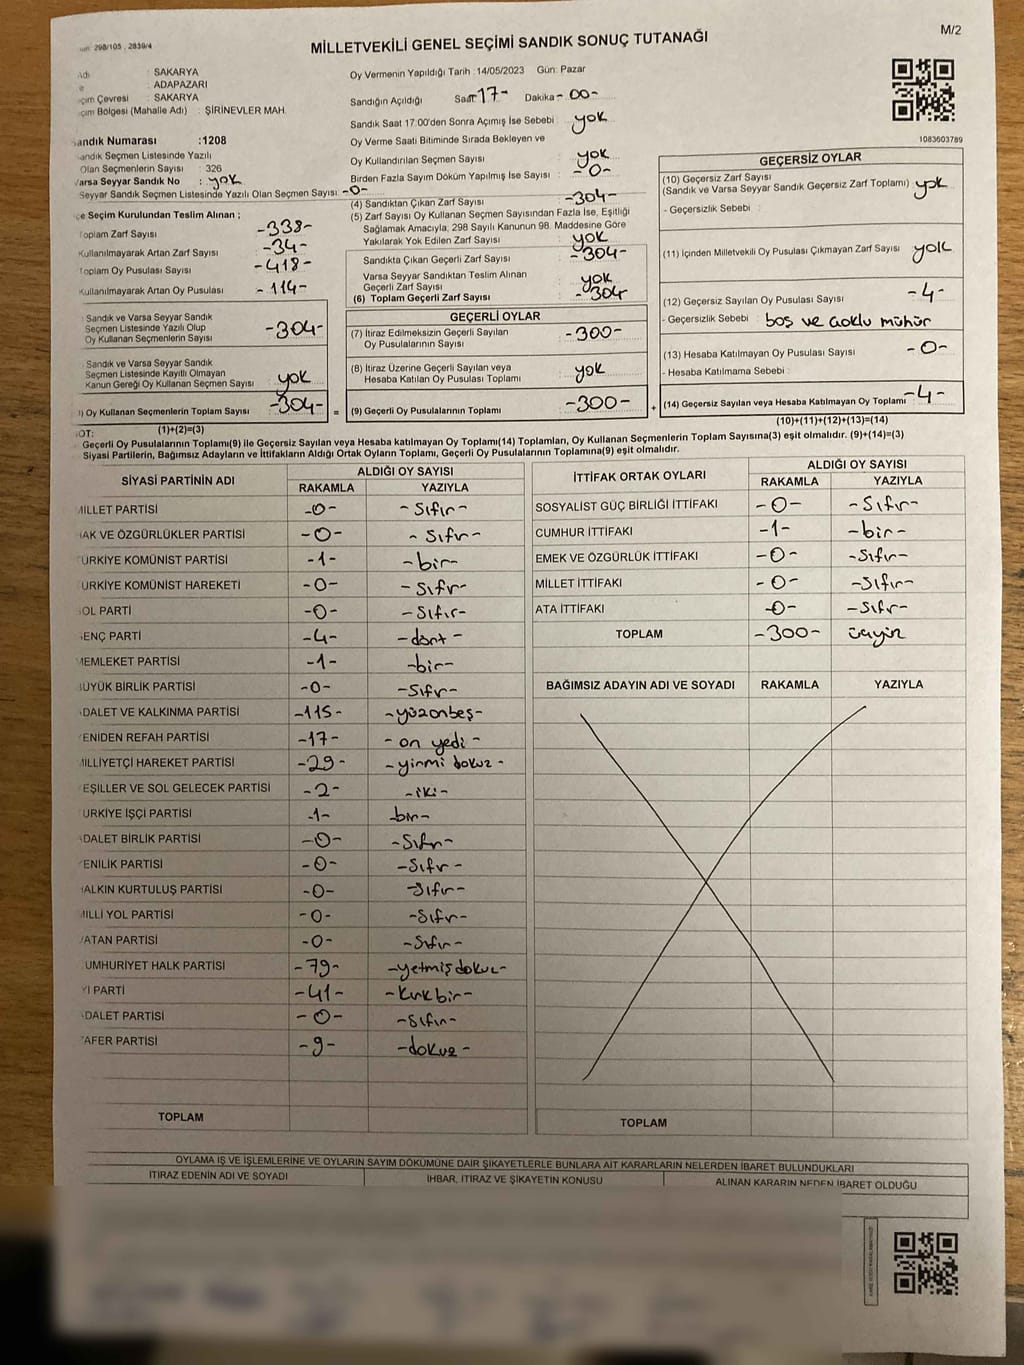 298/105 , 2839/4
M/2
MİLLETVEKİLİ GENEL SEÇİMİ SANDIK SONUÇ TUTANAĞI
: SAKARYA
: ADAPAZARI
Çevresi : SAKARYA
Bölgesi (Mahalle Adı) : ŞİRİNEVLER MAH.
Sandık Numarası :1208
Sandık Seçmen Listesinde Yazılı
Olan Seçmenlerin Sayısı : 326
Varsa Seyyar Sandık No : yok
Seyyar Sandık Seçmen Listesinde Yazılı Olan Seçmen Sayısı: -0-
Oy Vermenin Yapıldığı Tarih :14/05/2023 Gün: Pazar
Sandığın Açıldığı Saat 17- Dakika -00-
Sandık Saat 17:00'den Sonra Açımış İse Sebebi yok
Oy Verme Saati Bitiminde Sırada Bekleyen ve
Oy Kullandırılan Seçmen Sayısı yok
Birden Fazla Sayım Döküm Yapılmış İse Sayısı : -0-
1083603789
Seçim Kurulundan Teslim Alınan ;
Toplam Zarf Sayısı -338-
Kullanılmayarak Artan Zarf Sayısı -34-
Toplam Oy Pusulası Sayısı -418-
Kullanılmayarak Artan Oy Pusulası -114-
Sandık ve Varsa Seyyar Sandık
Seçmen Listesinde Yazılı Olup
Oy Kullanan Seçmenlerin Sayısı -304-
Sandık ve Varsa Seyyar Sandık
Seçmen Listesinde Kayıtlı Olmayan
Kanun Gereği Oy Kullanan Seçmen Sayısı yok
) Oy Kullanan Seçmenlerin Toplam Sayısı -304- =
(1)+(2)=(3)
(4) Sandıktan Çıkan Zarf Sayısı -304-
(5) Zarf Sayısı Oy Kullanan Seçmen Sayısından Fazla İse, Eşitliği
Sağlamak Amacıyla, 298 Sayılı Kanunun 98. Maddesine Göre
Yakılarak Yok Edilen Zarf Sayısı yok
Sandıkta Çıkan Geçerli Zarf Sayısı -304-
Varsa Seyyar Sandıktan Teslim Alınan
Geçerli Zarf Sayısı yok
(6) Toplam Geçerli Zarf Sayısı -304-
GEÇERLİ OYLAR
(7) İtiraz Edilmeksizin Geçerli Sayılan
Oy Pusulalarının Sayısı -300-
(8) İtiraz Üzerine Geçerli Sayılan veya
Hesaba Katılan Oy Pusulası Toplamı yok
(9) Geçerli Oy Pusulalarının Toplamı -300- +
GEÇERSİZ OYLAR
(10) Geçersiz Zarf Sayısı
(Sandık ve Varsa Seyyar Sandık Geçersiz Zarf Toplamı) yok
- Geçersizlik Sebebi :
(11) İçinden Milletvekili Oy Pusulası Çıkmayan Zarf Sayısı yok
(12) Geçersiz Sayılan Oy Pusulası Sayısı -4-
- Geçersizlik Sebebi : boş ve çoklu mühür
(13) Hesaba Katılmayan Oy Pusulası Sayısı -0-
- Hesaba Katılmama Sebebi :
(14) Geçersiz Sayılan veya Hesaba Katılmayan Oy Toplamı -4-
(10)+(11)+(12)+(13)=(14)
NOT:
Geçerli Oy Pusulalarının Toplamı(9) ile Geçersiz Sayılan veya Hesaba katılmayan Oy Toplamı(14) Toplamları, Oy Kullanan Seçmenlerin Toplam Sayısına(3) eşit olmalıdır. (9)+(14)=(3)
Siyasi Partilerin, Bağımsız Adayların ve İttifakların Aldığı Ortak Oyların Toplamı, Geçerli Oy Pusulalarının Toplamına(9) eşit olmalıdır.
SİYASİ PARTİNİN ADI ALDIĞI OY SAYISI
RAKAMLA YAZIYLA
MİLLET PARTİSİ -0- -Sıfır-
HAK VE ÖZGÜRLÜKLER PARTİSİ -0- -Sıfır-
TÜRKİYE KOMÜNİST PARTİSİ -1- -bir-
TÜRKİYE KOMÜNİST HAREKETİ -0- -Sıfır-
SOL PARTİ -0- -Sıfır-
GENÇ PARTİ -4- -dört-
MEMLEKET PARTİSİ -1- -bir-
BÜYÜK BİRLİK PARTİSİ -0- -Sıfır-
ADALET VE KALKINMA PARTİSİ -115- -yüzonbeş-
YENİDEN REFAH PARTİSİ -17- -on yedi-
MİLLİYETÇİ HAREKET PARTİSİ -29- -yirmi dokuz-
YEŞİLLER VE SOL GELECEK PARTİSİ -2- -iki-
TÜRKİYE İŞÇİ PARTİSİ -1- -bir-
ADALET BİRLİK PARTİSİ -0- -Sıfır-
YENİLİK PARTİSİ -0- -Sıfır-
HALKIN KURTULUŞ PARTİSİ -0- -Sıfır-
MİLLİ YOL PARTİSİ -0- -Sıfır-
VATAN PARTİSİ -0- -Sıfır-
CUMHURİYET HALK PARTİSİ -79- -yetmişdokuz-
İYİ PARTİ -41- -kırkbir-
ADALET PARTİSİ -0- -Sıfır-
ZAFER PARTİSİ -9- -dokuz-
TOPLAM
İTTİFAK ORTAK OYLARI ALDIĞI OY SAYISI
RAKAMLA YAZIYLA
SOSYALİST GÜÇ BİRLİĞİ İTTİFAKI -0- -Sıfır-
CUMHUR İTTİFAKI -1- -bir-
EMEK VE ÖZGÜRLÜK İTTİFAKI -0- -Sıfır-
MİLLET İTTİFAKI -0- -Sıfır-
ATA İTTİFAKI -0- -Sıfır-
TOPLAM -300- üçyüz
BAĞIMSIZ ADAYIN ADI VE SOYADI RAKAMLA YAZIYLA
TOPLAM
OYLAMA İŞ VE İŞLEMLERİNE VE OYLARIN SAYIM DÖKÜMÜNE DAİR ŞİKAYETLERLE BUNLARA AİT KARARLARIN NELERDEN İBARET BULUNDUKLARI
İTİRAZ EDENİN ADI VE SOYADI İHBAR, İTİRAZ VE ŞİKAYETİN KONUSU ALINAN KARARIN NEDEN İBARET OLDUĞU